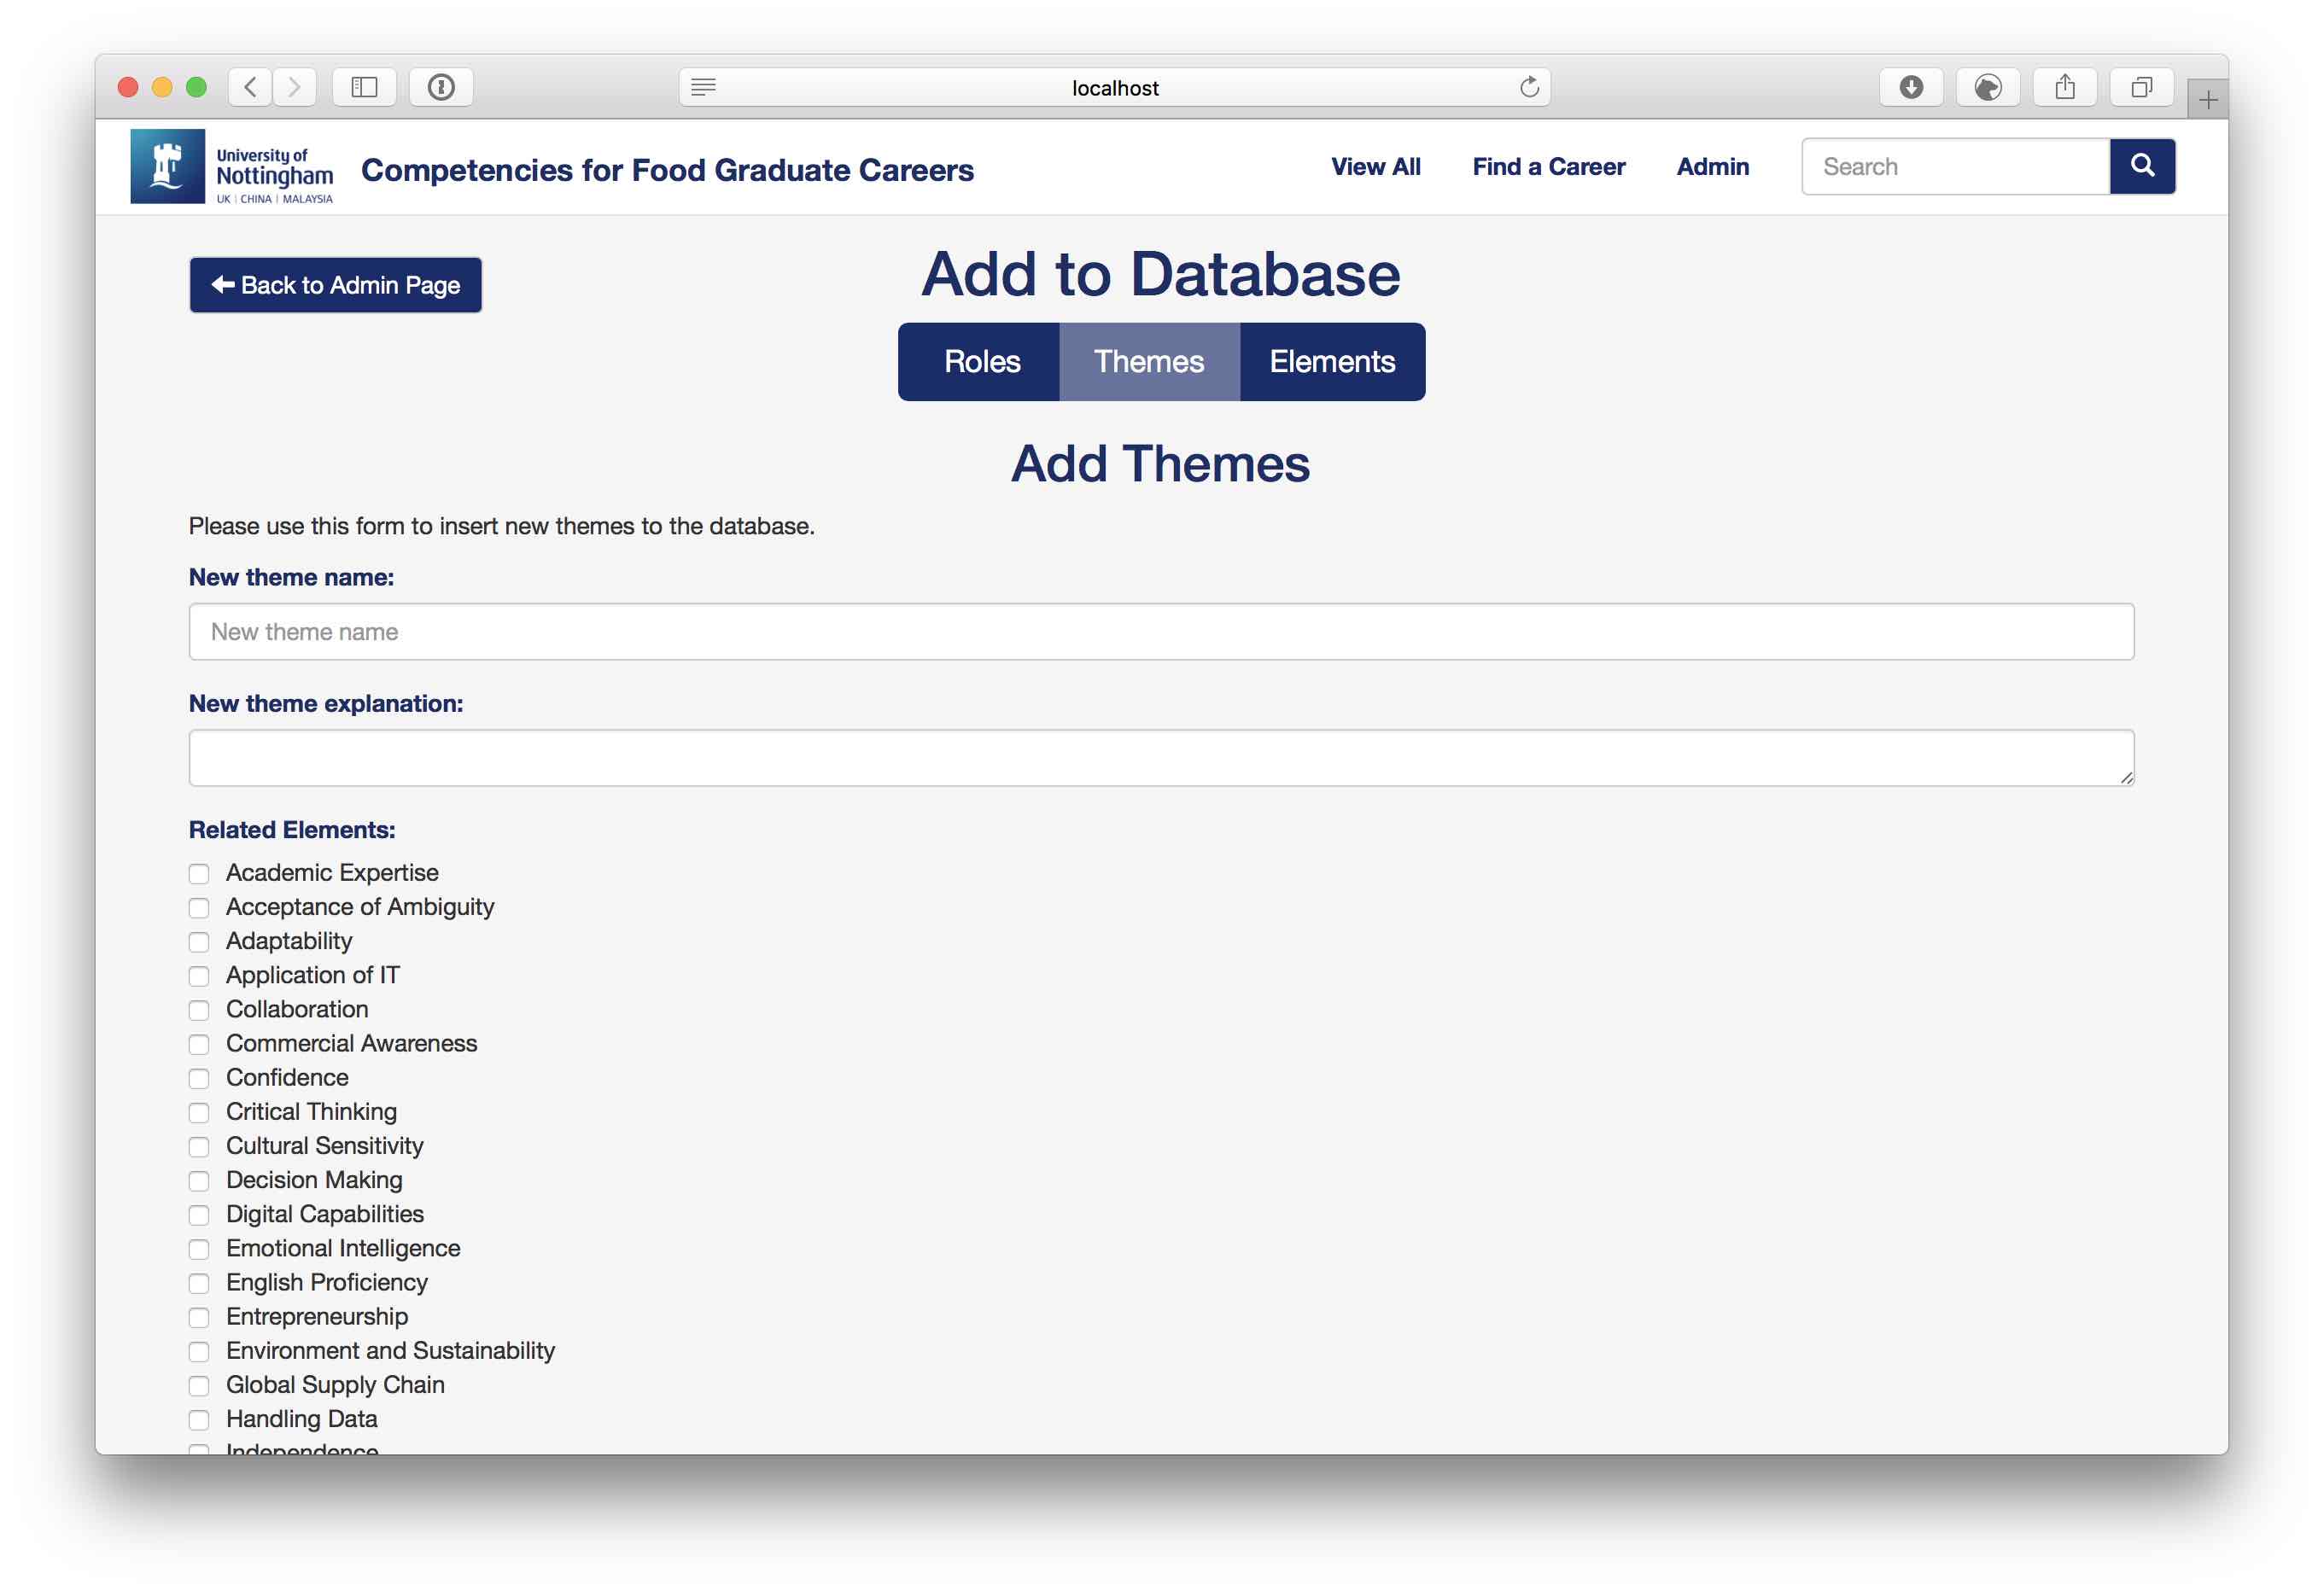 localhost
University of
Nottingham
UK | CHINA | MALAYSIA
Competencies for Food Graduate Careers
View All
Find a Career
Admin
Search
Back to Admin Page
Add to Database
Roles
Themes
Elements
Add Themes
Please use this form to insert new themes to the database.
New theme name:
New theme name
New theme explanation:
Related Elements:
Academic Expertise
Acceptance of Ambiguity
Adaptability
Application of IT
Collaboration
Commercial Awareness
Confidence
Critical Thinking
Cultural Sensitivity
Decision Making
Digital Capabilities
Emotional Intelligence
English Proficiency
Entrepreneurship
Environment and Sustainability
Global Supply Chain
Handling Data
Independence